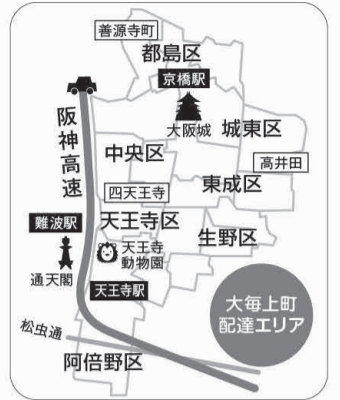 善源寺町
都島区
京橋駅
大阪城
城東区
阪神高速
中央区
高井田
東成区
四天王寺
天王寺区
難波駅
生野区
天王寺
動物園
通天閣
天王寺駅
大毎上町
配達エリア
松虫通
阿倍野区